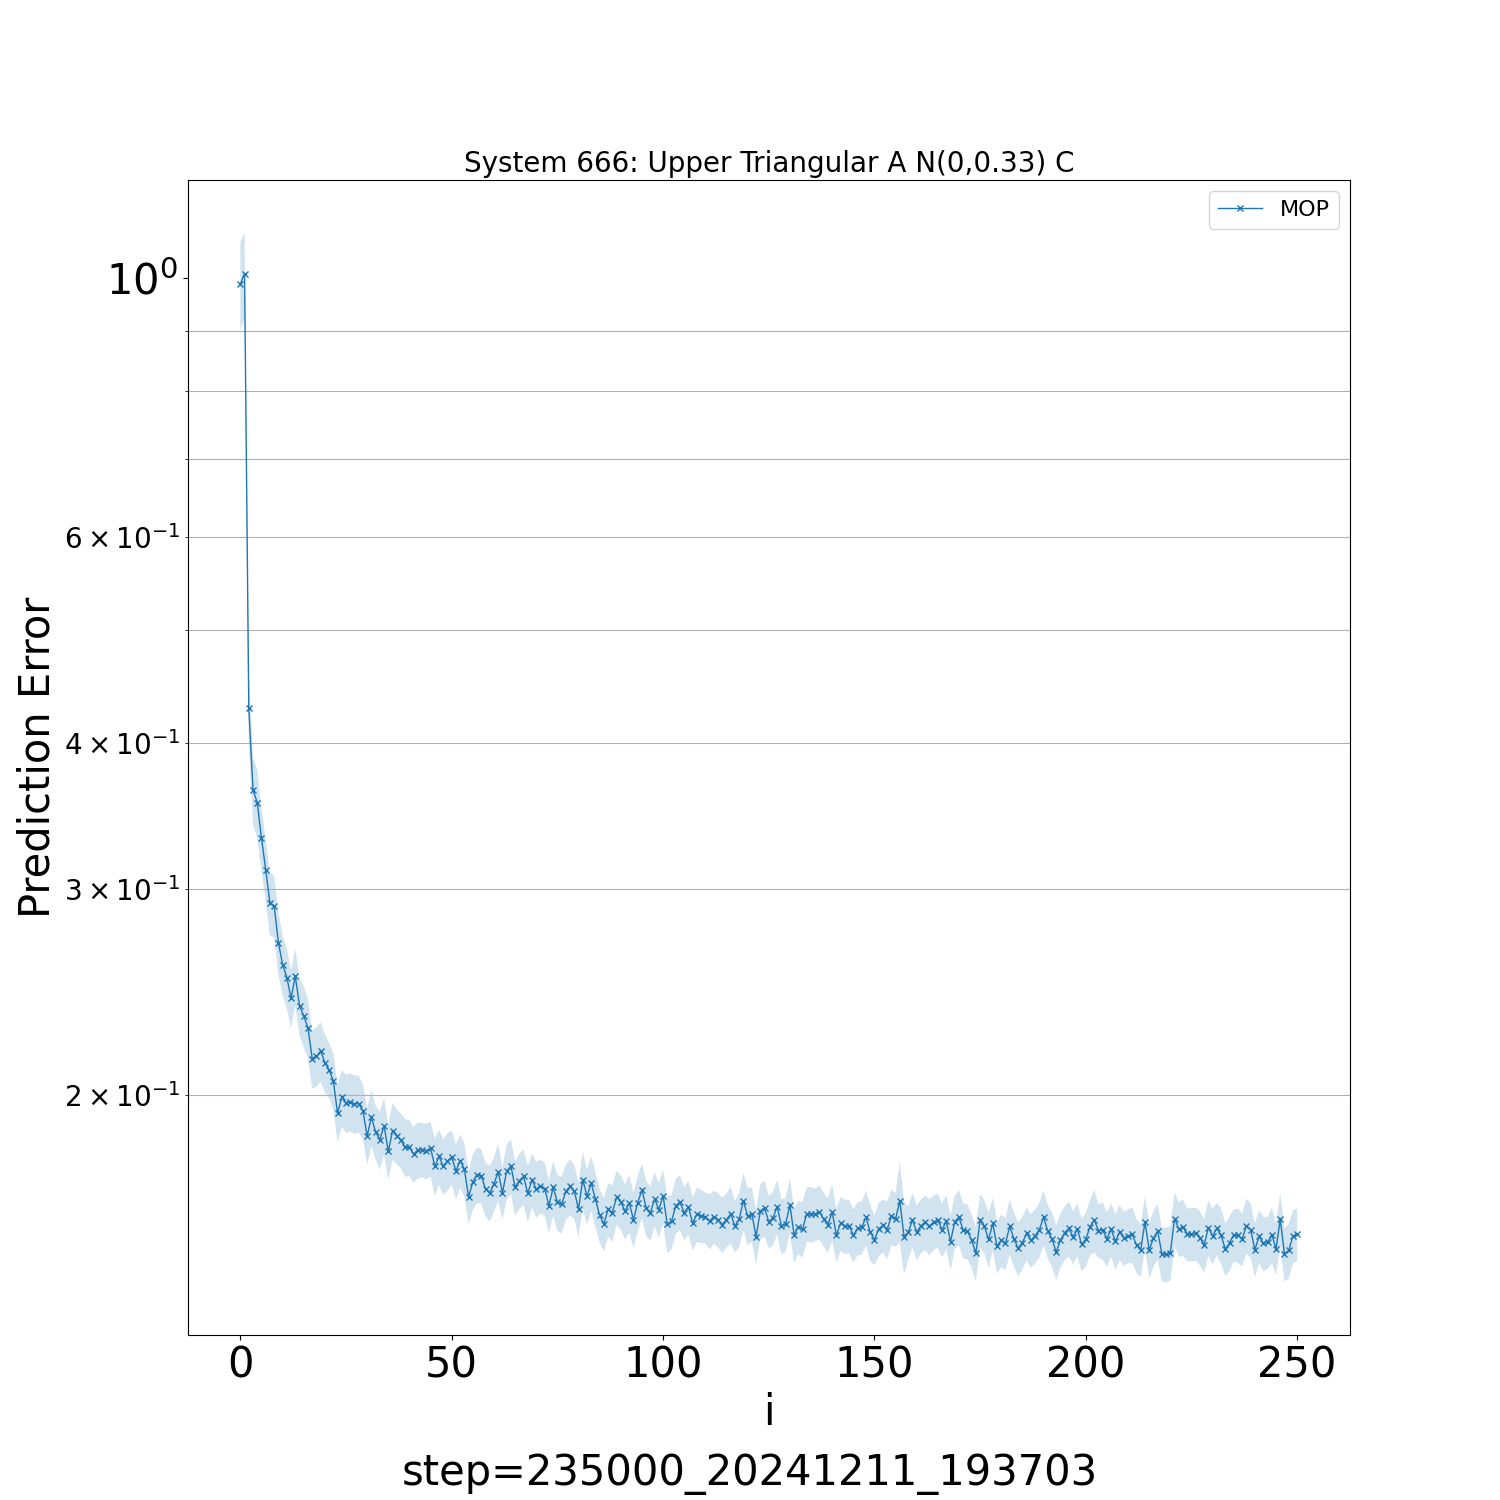 System 666: Upper Triangular A N(0,0.33) C
MOP
10⁰
6 × 10⁻¹
4 × 10⁻¹
3 × 10⁻¹
2 × 10⁻¹
Prediction Error
0 50 100 150 200 250
i
step=235000_20241211_193703